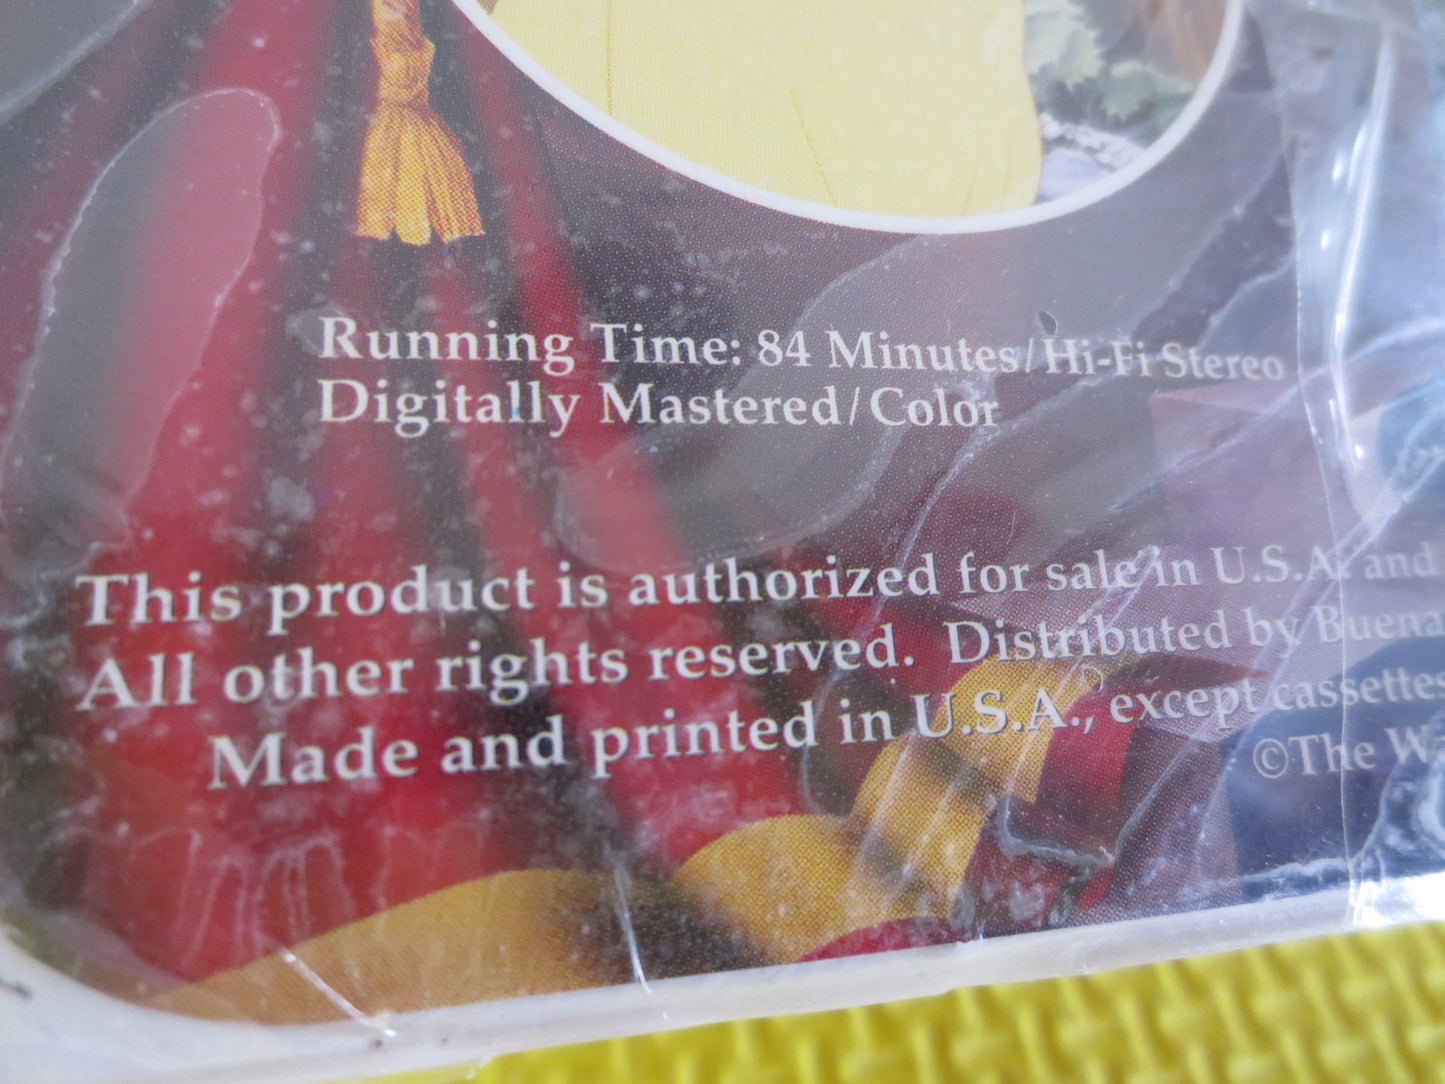 Running Time: 84 Minutes/Hi-Fi Stereo
Digitally Mastered/Color
This product is authorized for sale in U.S.A. and
All other rights reserved. Distributed by Buena
Made and printed in U.S.A., except cassettes
©The W